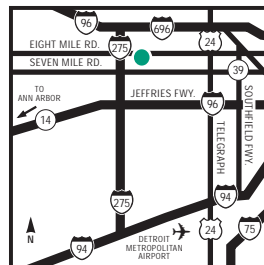 96
696
EIGHT MILE RD.
275
24
SEVEN MILE RD.
39
TO
ANN ARBOR
JEFFRIES FWY.
96
14
TELEGRAPH
SOUTHFIELD FWY.
275
94
N
94
DETROIT
METROPOLITAN
AIRPORT
24
75